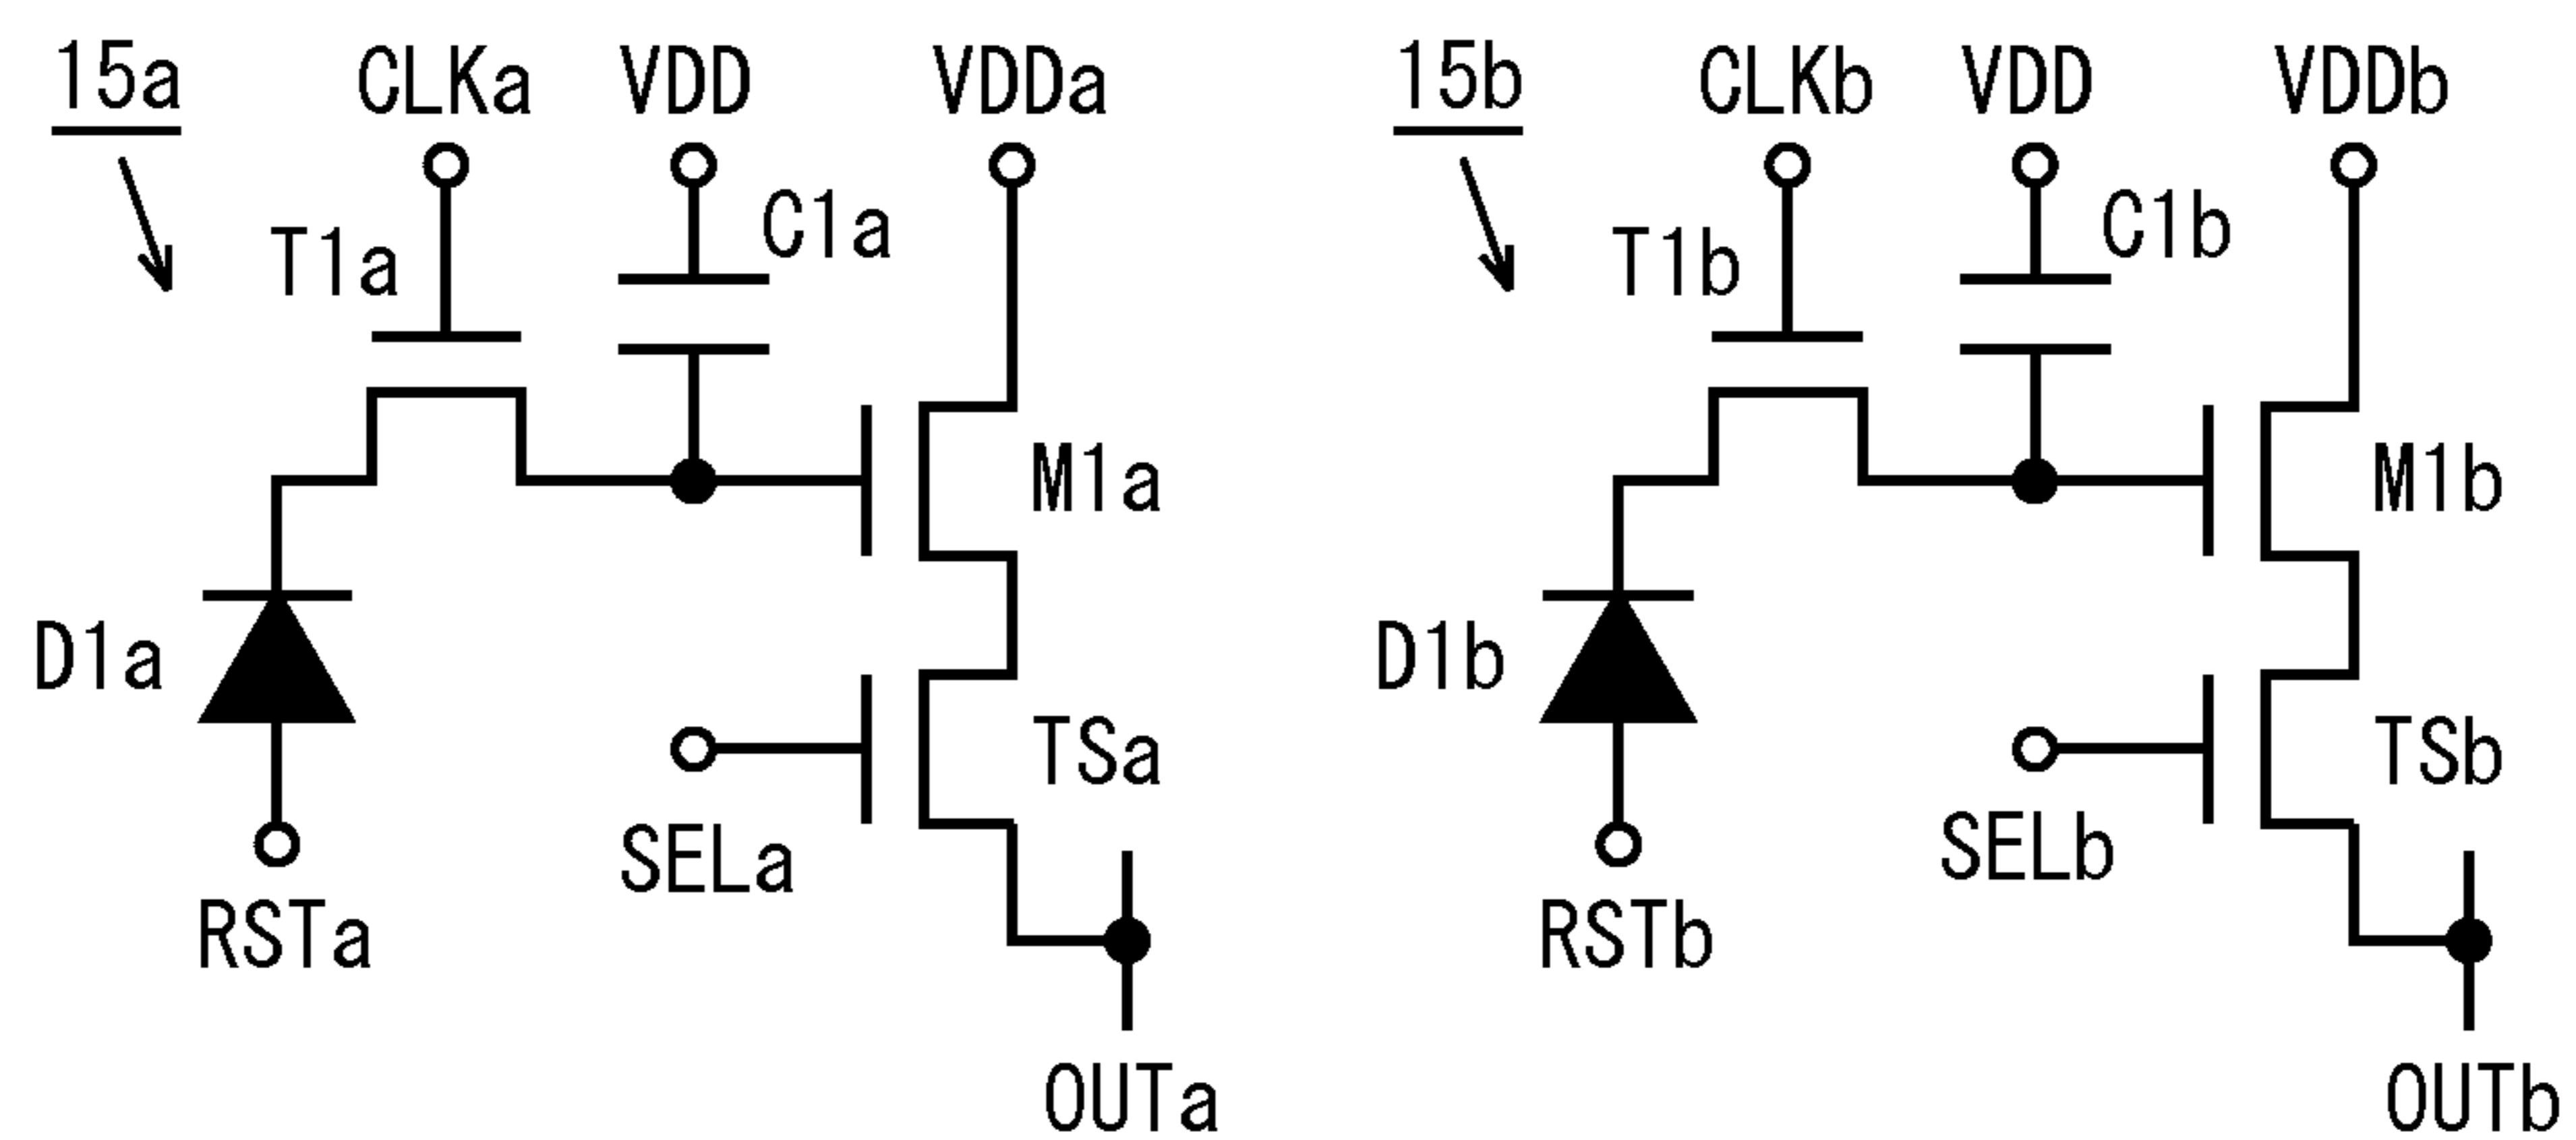 15a CLKa VDD VDDa
C1a
T1a
M1a
D1a
TSa
SELa
RSTa
OUTa
15b CLKb VDD VDDb
C1b
T1b
M1b
D1b
TSb
SELb
RSTb
OUTb